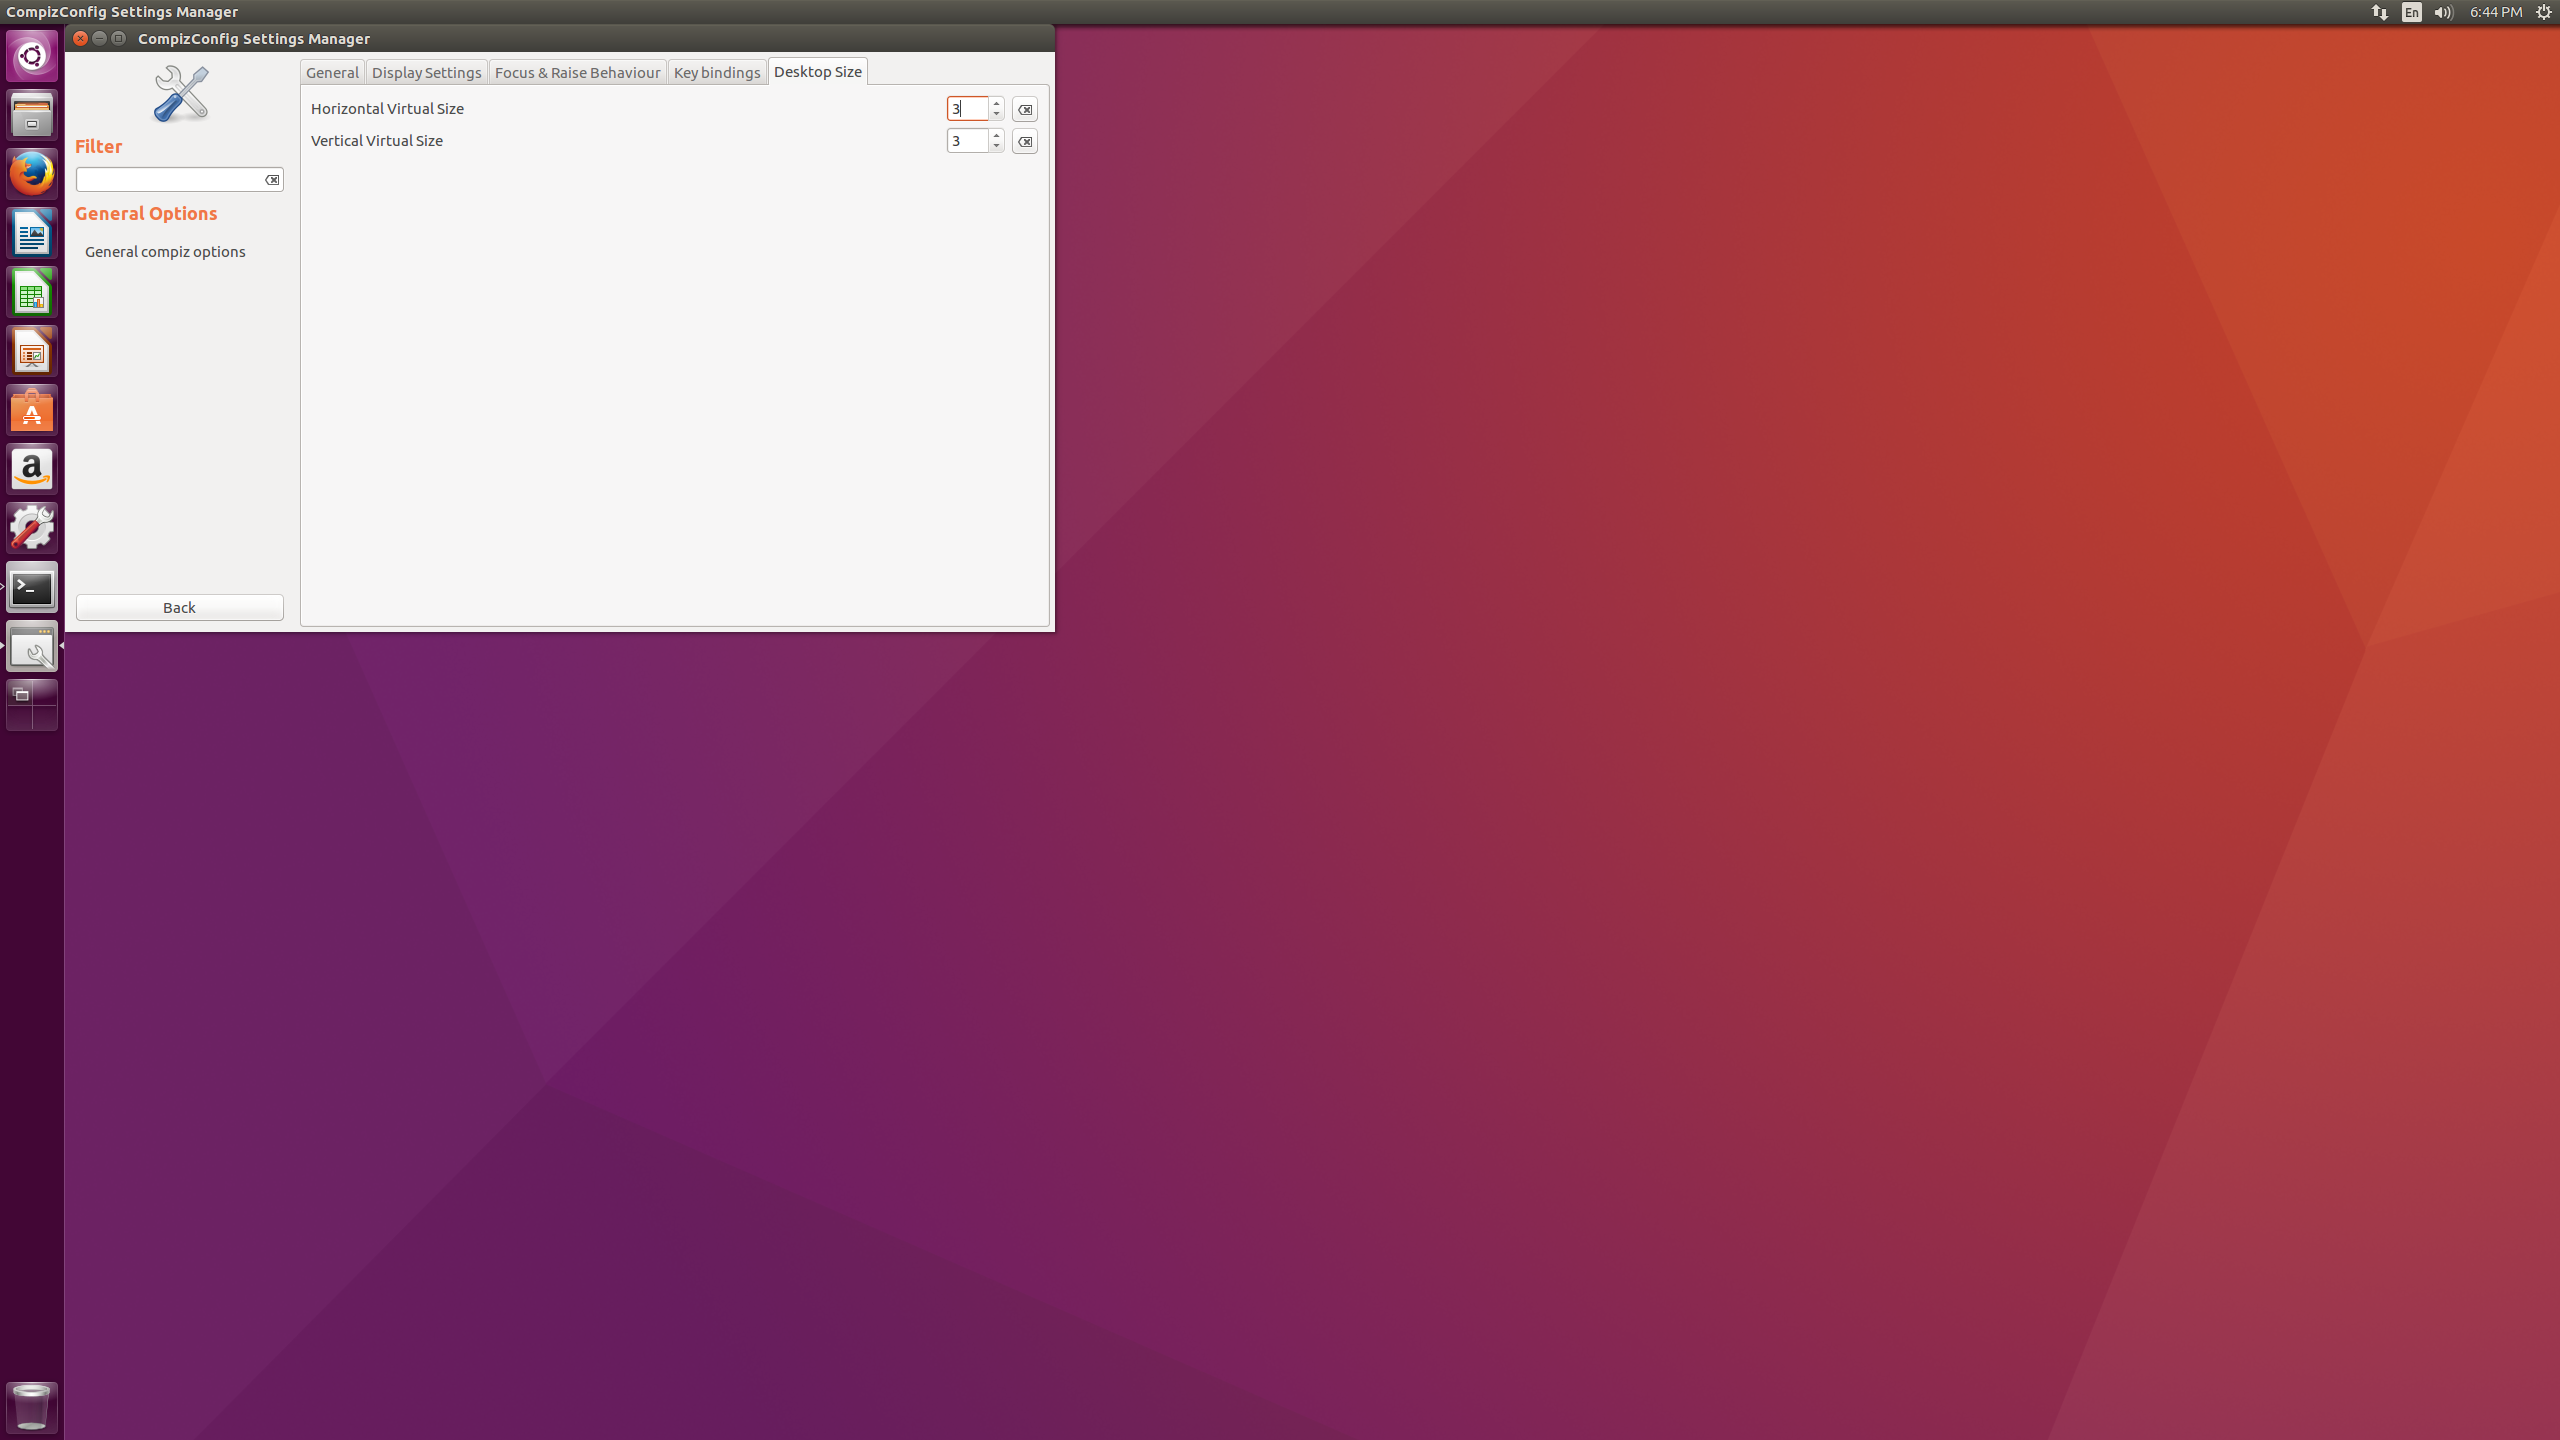 CompizConfig Settings Manager
En
6:44 PM
CompizConfig Settings Manager
General
Display Settings
Focus & Raise Behaviour
Key bindings
Desktop Size
Horizontal Virtual Size
3
Vertical Virtual Size
3
Filter
General Options
General compiz options
Back